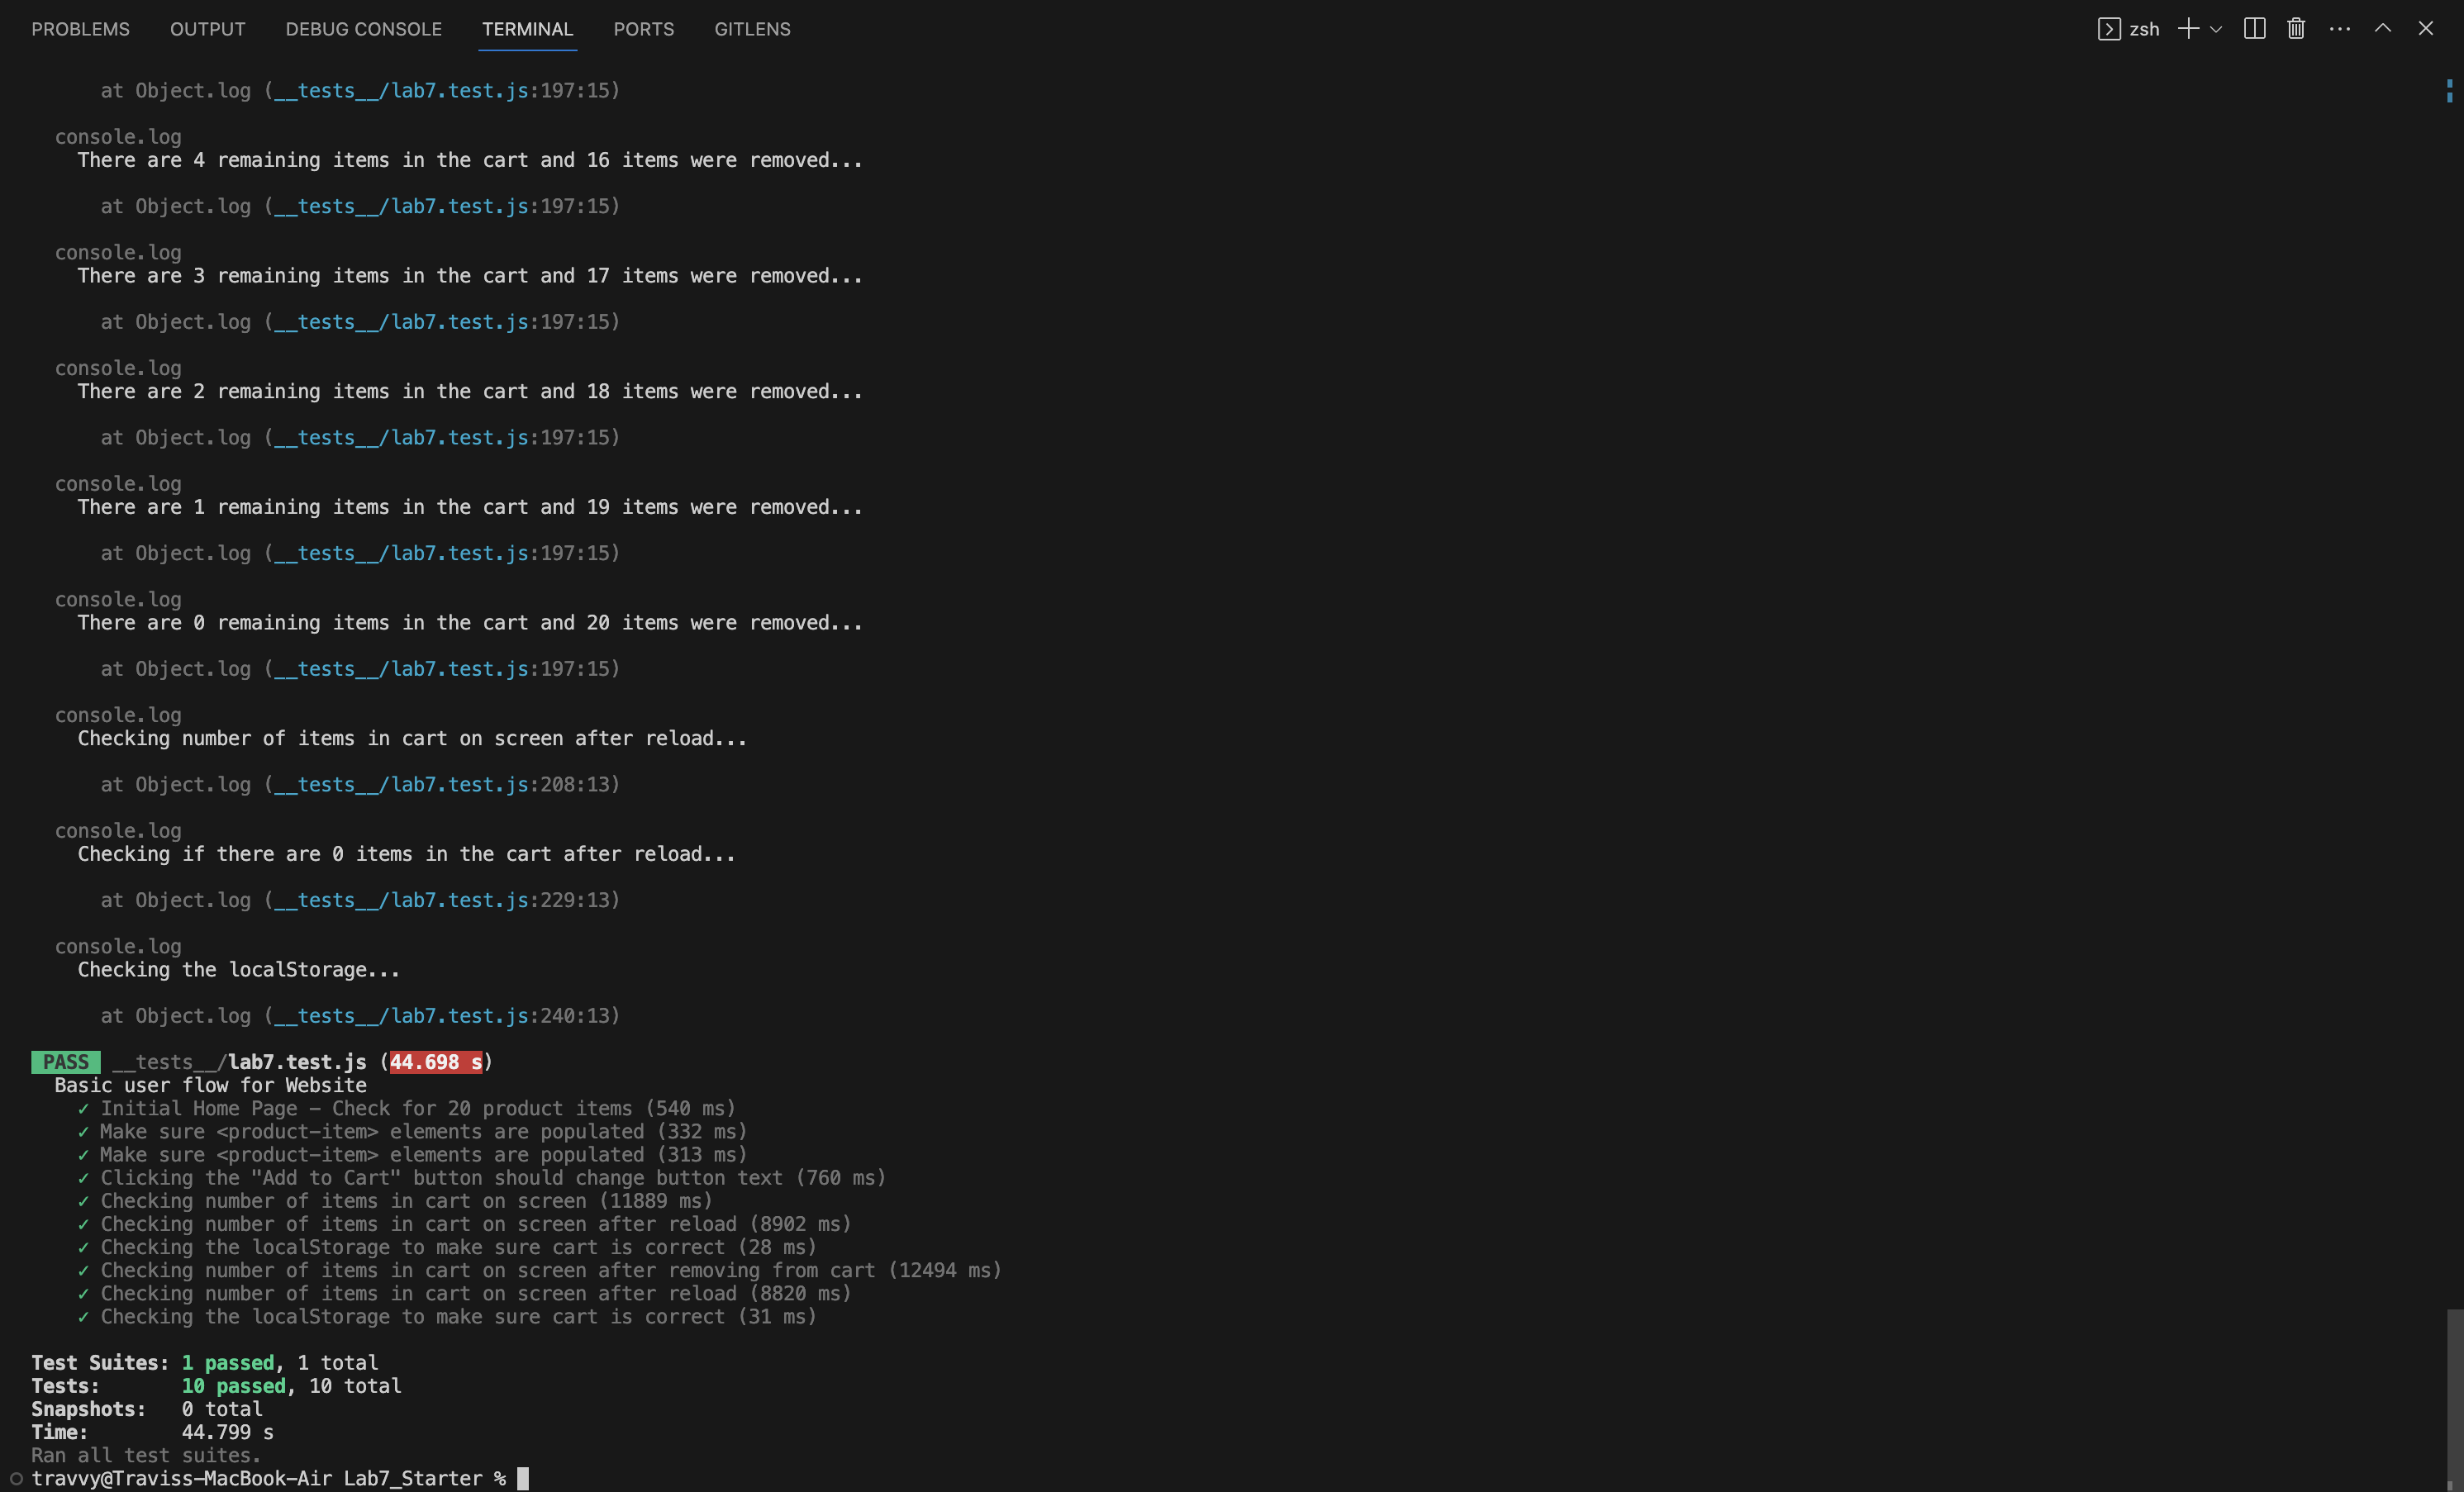 PROBLEMS OUTPUT DEBUG CONSOLE TERMINAL PORTS GITLENS zsh
at Object.log (__tests__/lab7.test.js:197:15)
console.log
There are 4 remaining items in the cart and 16 items were removed...
at Object.log (__tests__/lab7.test.js:197:15)
console.log
There are 3 remaining items in the cart and 17 items were removed...
at Object.log (__tests__/lab7.test.js:197:15)
console.log
There are 2 remaining items in the cart and 18 items were removed...
at Object.log (__tests__/lab7.test.js:197:15)
console.log
There are 1 remaining items in the cart and 19 items were removed...
at Object.log (__tests__/lab7.test.js:197:15)
console.log
There are 0 remaining items in the cart and 20 items were removed...
at Object.log (__tests__/lab7.test.js:197:15)
console.log
Checking number of items in cart on screen after reload...
at Object.log (__tests__/lab7.test.js:208:13)
console.log
Checking if there are 0 items in the cart after reload...
at Object.log (__tests__/lab7.test.js:229:13)
console.log
Checking the localStorage...
at Object.log (__tests__/lab7.test.js:240:13)
PASS __tests__/lab7.test.js (44.698 s)
Basic user flow for Website
✓ Initial Home Page - Check for 20 product items (540 ms)
✓ Make sure <product-item> elements are populated (332 ms)
✓ Make sure <product-item> elements are populated (313 ms)
✓ Clicking the "Add to Cart" button should change button text (760 ms)
✓ Checking number of items in cart on screen (11889 ms)
✓ Checking number of items in cart on screen after reload (8902 ms)
✓ Checking the localStorage to make sure cart is correct (28 ms)
✓ Checking number of items in cart on screen after removing from cart (12494 ms)
✓ Checking number of items in cart on screen after reload (8820 ms)
✓ Checking the localStorage to make sure cart is correct (31 ms)
Test Suites: 1 passed, 1 total
Tests: 10 passed, 10 total
Snapshots: 0 total
Time: 44.799 s
Ran all test suites.
travvy@Traviss-MacBook-Air Lab7_Starter %